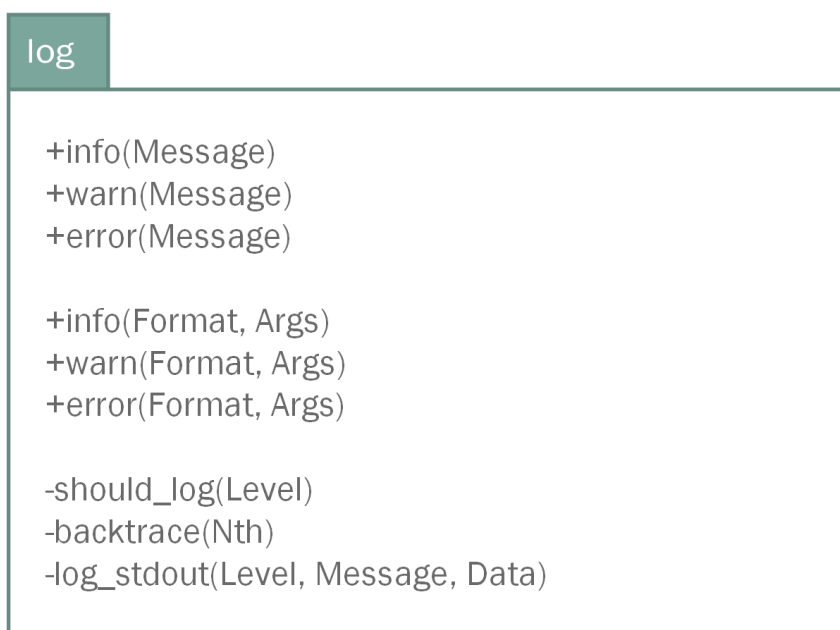 log
+info(Message)
+warn(Message)
+error(Message)
+info(Format, Args)
+warn(Format, Args)
+error(Format, Args)
-should_log(Level)
-backtrace(Nth)
-log_stdout(Level, Message, Data)